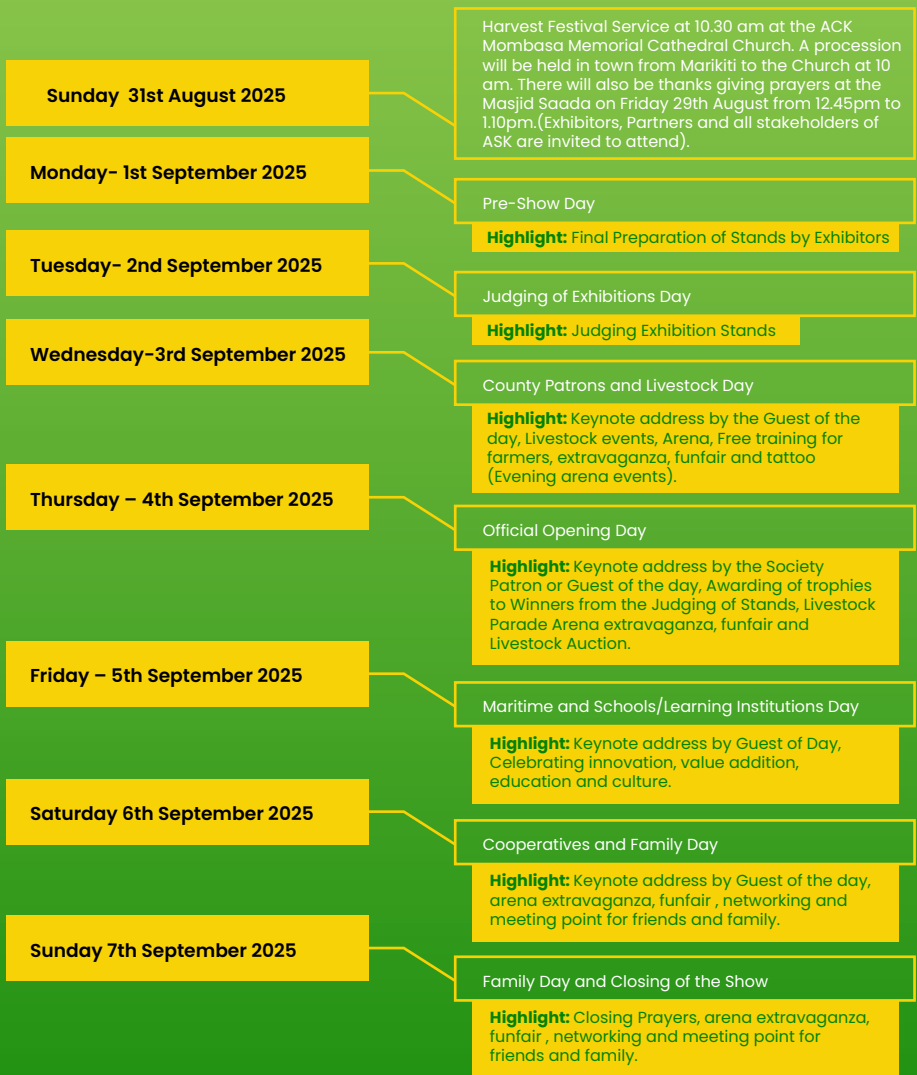 Sunday  31st August 2025
Harvest Festival Service at 10.30 am at the ACK
Mombasa Memorial Cathedral Church. A procession
will be held in town from Marikiti to the Church at 10
am. There will also be thanks giving prayers at the
Masjid Saada on Friday 29th August from 12.45pm to
1.10pm.(Exhibitors, Partners and all stakeholders of
ASK are invited to attend).
Monday- 1st September 2025
Pre-Show Day
Highlight: Final Preparation of Stands by Exhibitors
Tuesday- 2nd September 2025
Judging of Exhibitions Day
Highlight: Judging Exhibition Stands
Wednesday-3rd September 2025
County Patrons and Livestock Day
Highlight: Keynote address by the Guest of the
day, Livestock events, Arena, Free training for
farmers, extravaganza, funfair and tattoo
(Evening arena events).
Thursday – 4th September 2025
Official Opening Day
Highlight: Keynote address by the Society
Patron or Guest of the day, Awarding of trophies
to Winners from the Judging of Stands, Livestock
Parade Arena extravaganza, funfair and
Livestock Auction.
Friday – 5th September 2025
Maritime and Schools/Learning Institutions Day
Highlight: Keynote address by Guest of Day,
Celebrating innovation, value addition,
education and culture.
Saturday 6th September 2025
Cooperatives and Family Day
Highlight: Keynote address by Guest of the day,
arena extravaganza, funfair , networking and
meeting point for friends and family.
Sunday 7th September 2025
Family Day and Closing of the Show
Highlight: Closing Prayers, arena extravaganza,
funfair , networking and meeting point for
friends and family.